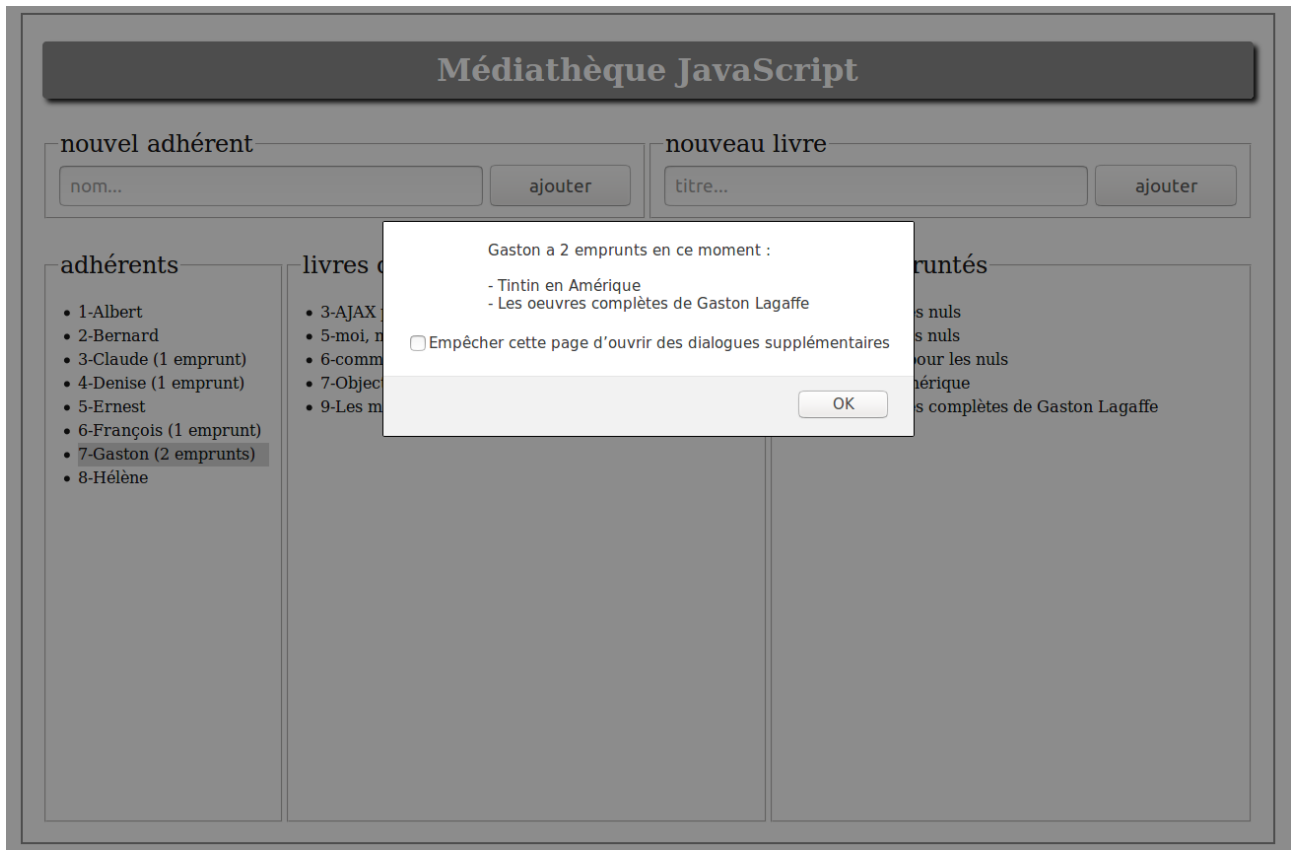 Médiathèque JavaScript
nouvel adhérent
nom...
ajouter
nouveau livre
titre...
ajouter
Gaston a 2 emprunts en ce moment :
- Tintin en Amérique
- Les oeuvres complètes de Gaston Lagaffe
Empêcher cette page d'ouvrir des dialogues supplémentaires
OK
adhérents
• 1-Albert
• 2-Bernard
• 3-Claude (1 emprunt)
• 4-Denise (1 emprunt)
• 5-Ernest
• 6-François (1 emprunt)
• 7-Gaston (2 emprunts)
• 8-Hélène
livres
• 3-AJAX
• 5-moi,
• 6-comm
• 7-Object
• 9-Les
runtés
nuls
nuls
pour les nuls
complètes de Gaston Lagaffe